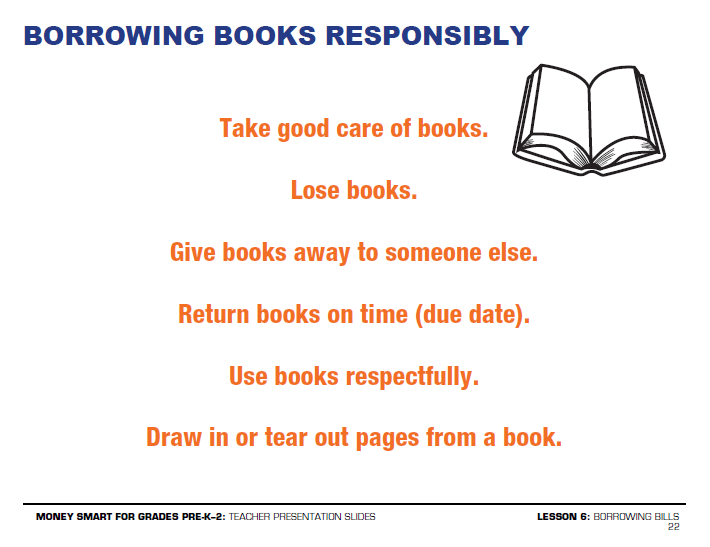 BORROWING BOOKS RESPONSIBLY
Take good care of books.
Lose books.
Give books away to someone else.
Return books on time (due date).
Use books respectfully.
Draw in or tear out pages from a book.
MONEY SMART FOR GRADES PRE-K–2: TEACHER PRESENTATION SLIDES
LESSON 6: BORROWING BILLS
22